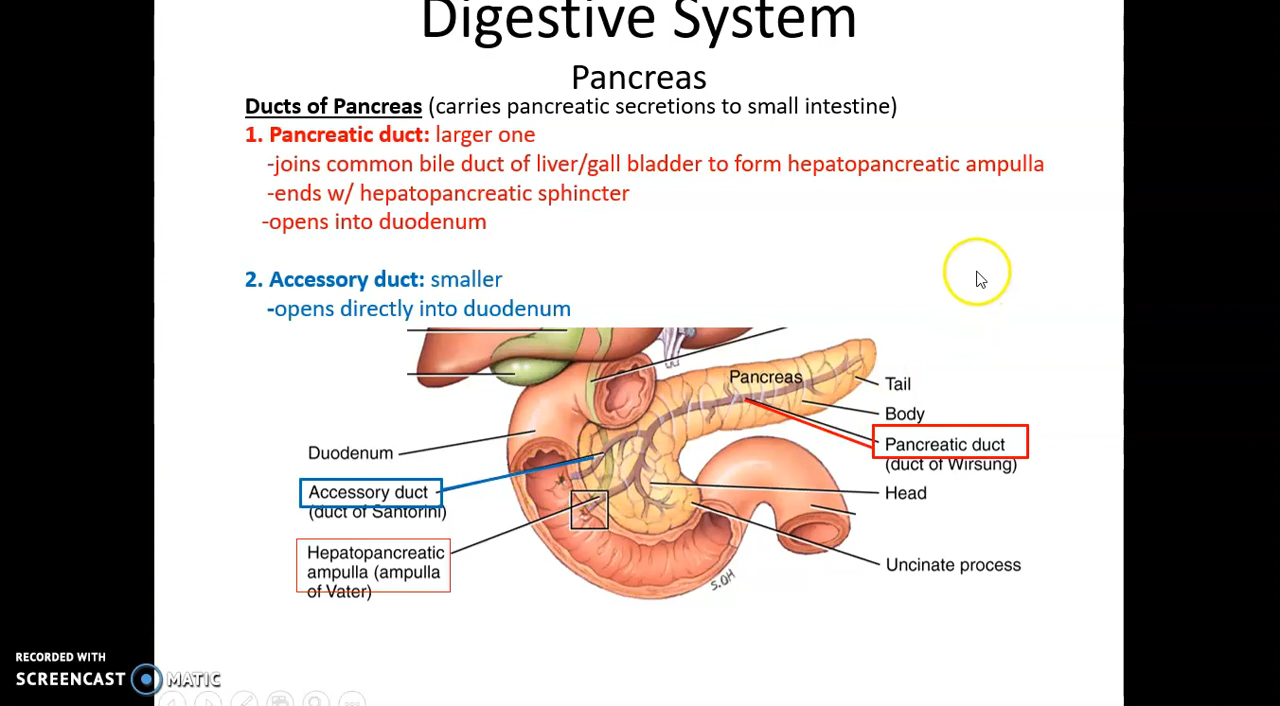 Digestive System
Pancreas
Ducts of Pancreas (carries pancreatic secretions to small intestine)
1. Pancreatic duct: larger one
-joins common bile duct of liver/gall bladder to form hepatopancreatic ampulla
-ends w/ hepatopancreatic sphincter
-opens into duodenum
2. Accessory duct: smaller
-opens directly into duodenum
Pancreas
Tail
Body
Pancreatic duct
(duct of Wirsung)
Head
Uncinate process
Duodenum
Accessory duct
(duct of Santorini)
Hepatopancreatic
ampulla (ampulla
of Vater)
S.OH
RECORDED WITH
SCREENCAST MATIC